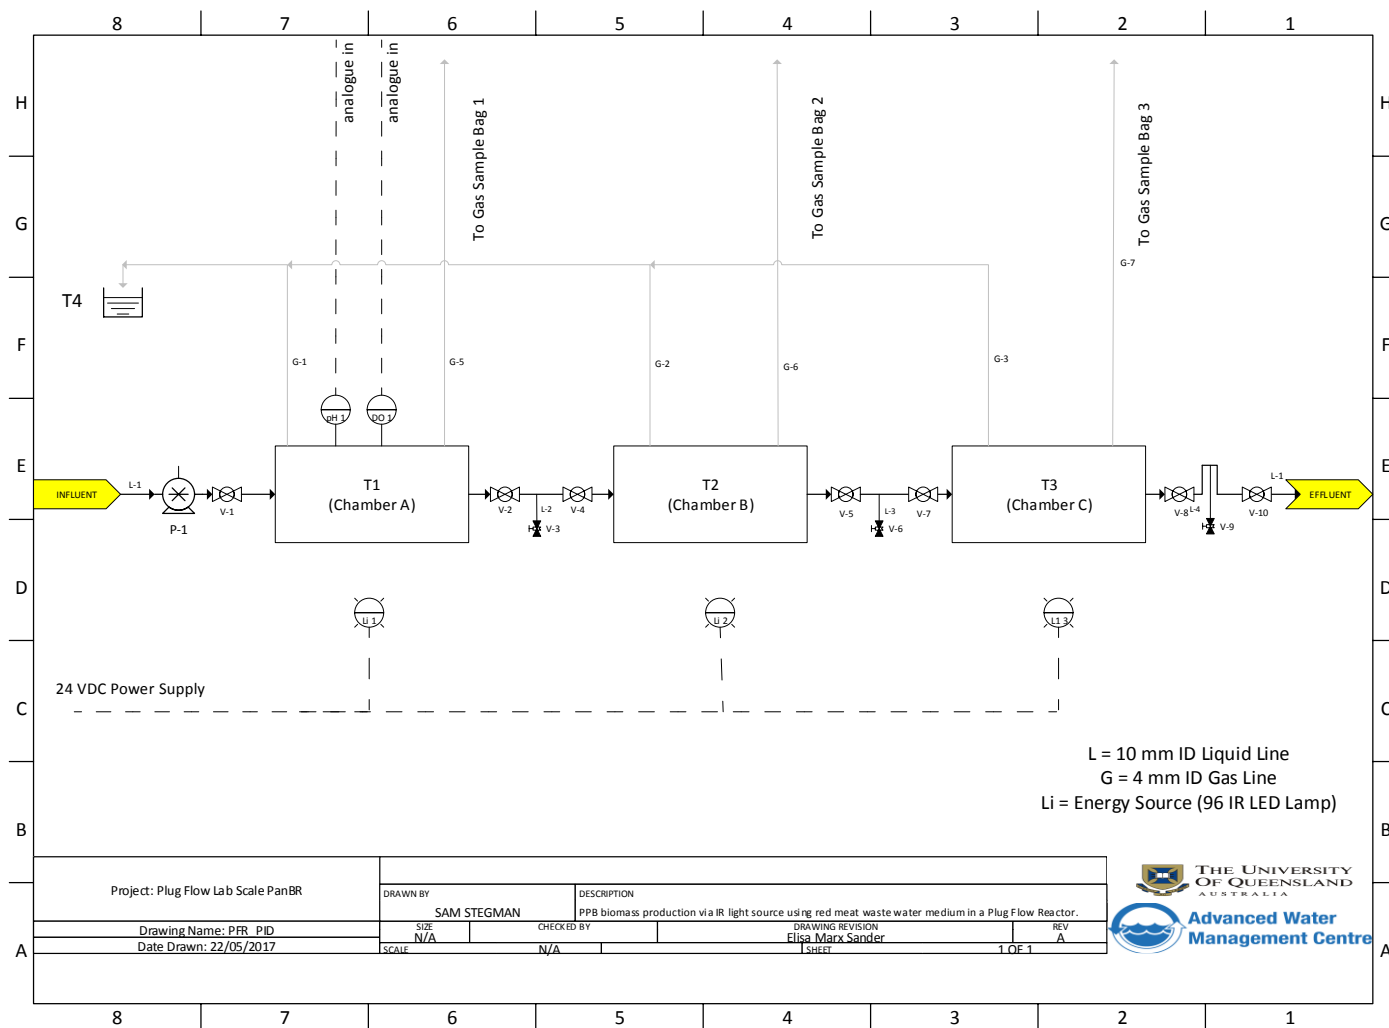 8 7 6 5 4 3 2 1
H
G
F
E
D
C
B
A
H
G
F
E
D
C
B
A
analogue in
analogue in
To Gas Sample Bag 1
To Gas Sample Bag 2
To Gas Sample Bag 3
G-7
T4
G-1
G-5
G-2
G-6
G-3
pH 1
DO 1
INFLUENT
L-1
P-1
V-1
T1
(Chamber A)
V-2
L-2
V-3
V-4
T2
(Chamber B)
V-5
L-3
V-6
V-7
T3
(Chamber C)
V-8
L-4
V-9
V-10
L-1
EFFLUENT
Li 1
Li 2
L1 3
24 VDC Power Supply
L = 10 mm ID Liquid Line
G = 4 mm ID Gas Line
Li = Energy Source (96 IR LED Lamp)
Project: Plug Flow Lab Scale PanBR
Drawing Name: PFR PID
Date Drawn: 22/05/2017
DRAWN BY
SAM STEGMAN
DESCRIPTION
PPB biomass production via IR light source using red meat waste water medium in a Plug Flow Reactor.
SIZE
N/A
CHECKED BY
DRAWING REVISION
Elisa Marx Sander
REV
A
SCALE
N/A
SHEET
1 OF 1
THE UNIVERSITY
OF QUEENSLAND
AUSTRALIA
Advanced Water
Management Centre
8 7 6 5 4 3 2 1